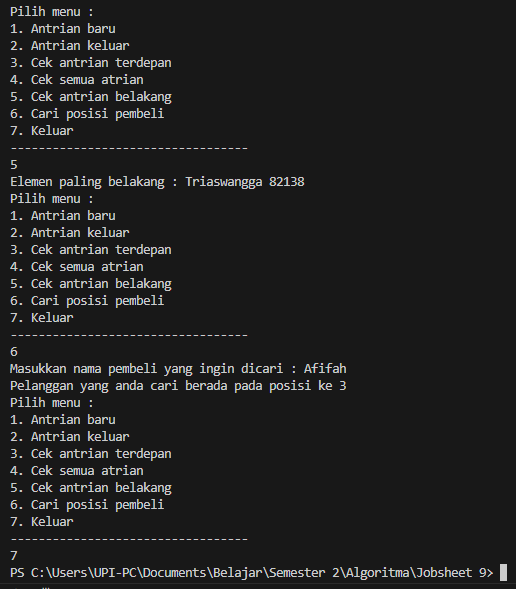 Pilih menu :
1. Antrian baru
2. Antrian keluar
3. Cek antrian terdepan
4. Cek semua atrian
5. Cek antrian belakang
6. Cari posisi pembeli
7. Keluar
----------------------------------
5
Elemen paling belakang : Triaswangga 82138
Pilih menu :
1. Antrian baru
2. Antrian keluar
3. Cek antrian terdepan
4. Cek semua atrian
5. Cek antrian belakang
6. Cari posisi pembeli
7. Keluar
----------------------------------
6
Masukkan nama pembeli yang ingin dicari : Afifah
Pelanggan yang anda cari berada pada posisi ke 3
Pilih menu :
1. Antrian baru
2. Antrian keluar
3. Cek antrian terdepan
4. Cek semua atrian
5. Cek antrian belakang
6. Cari posisi pembeli
7. Keluar
----------------------------------
7
PS C:\Users\UPI-PC\Documents\Belajar\Semester 2\Algoritma\Jobsheet 9>